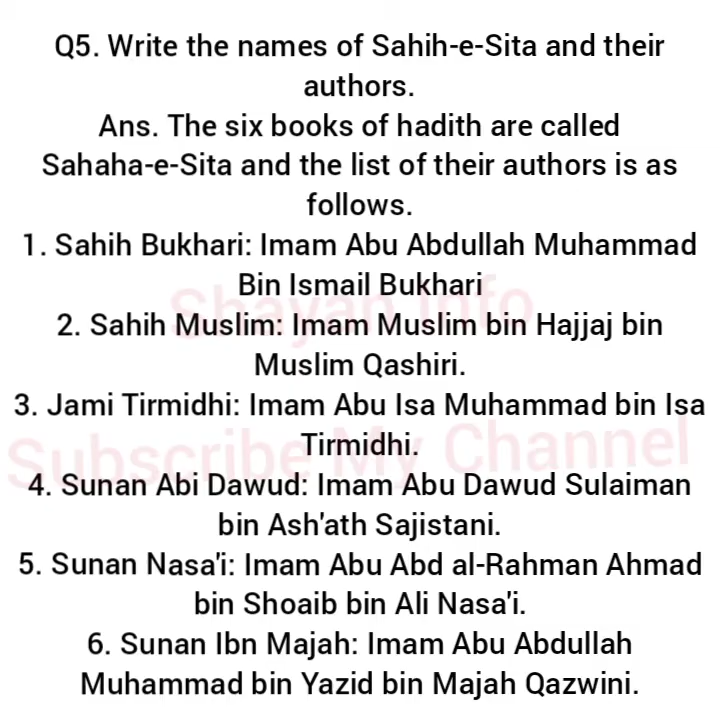 Q5. Write the names of Sahih-e-Sita and their
authors.
Ans. The six books of hadith are called
Sahaha-e-Sita and the list of their authors is as
follows.
1. Sahih Bukhari: Imam Abu Abdullah Muhammad
Bin Ismail Bukhari
Shayan Info
2. Sahih Muslim: Imam Muslim bin Hajjaj bin
Muslim Qashiri.
3. Jami Tirmidhi: Imam Abu Isa Muhammad bin Isa
Tirmidhi.
Subscribe My Channel
4. Sunan Abi Dawud: Imam Abu Dawud Sulaiman
bin Ash'ath Sajistani.
5. Sunan Nasa'i: Imam Abu Abd al-Rahman Ahmad
bin Shoaib bin Ali Nasa'i.
6. Sunan Ibn Majah: Imam Abu Abdullah
Muhammad bin Yazid bin Majah Qazwini.